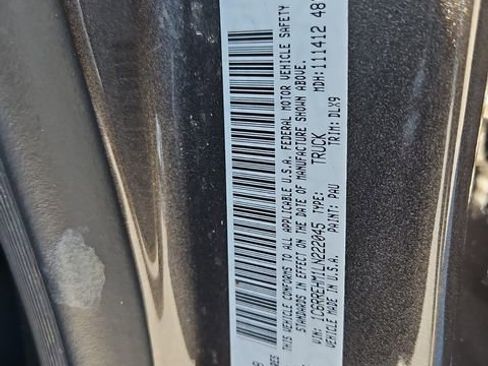 THIS VEHICLE CONFORMS TO ALL APPLICABLE U.S.A. FEDERAL MOTOR VEHICLE SAFETY
STANDARDS IN EFFECT ON THE DATE OF MANUFACTURE SHOWN ABOVE.
VIN: 1C6RREHM1LN222045 TYPE: TRUCK MDH: 111412 48
VEHICLE MADE IN U.S.A. PAINT: PAU TRIM: DLX9